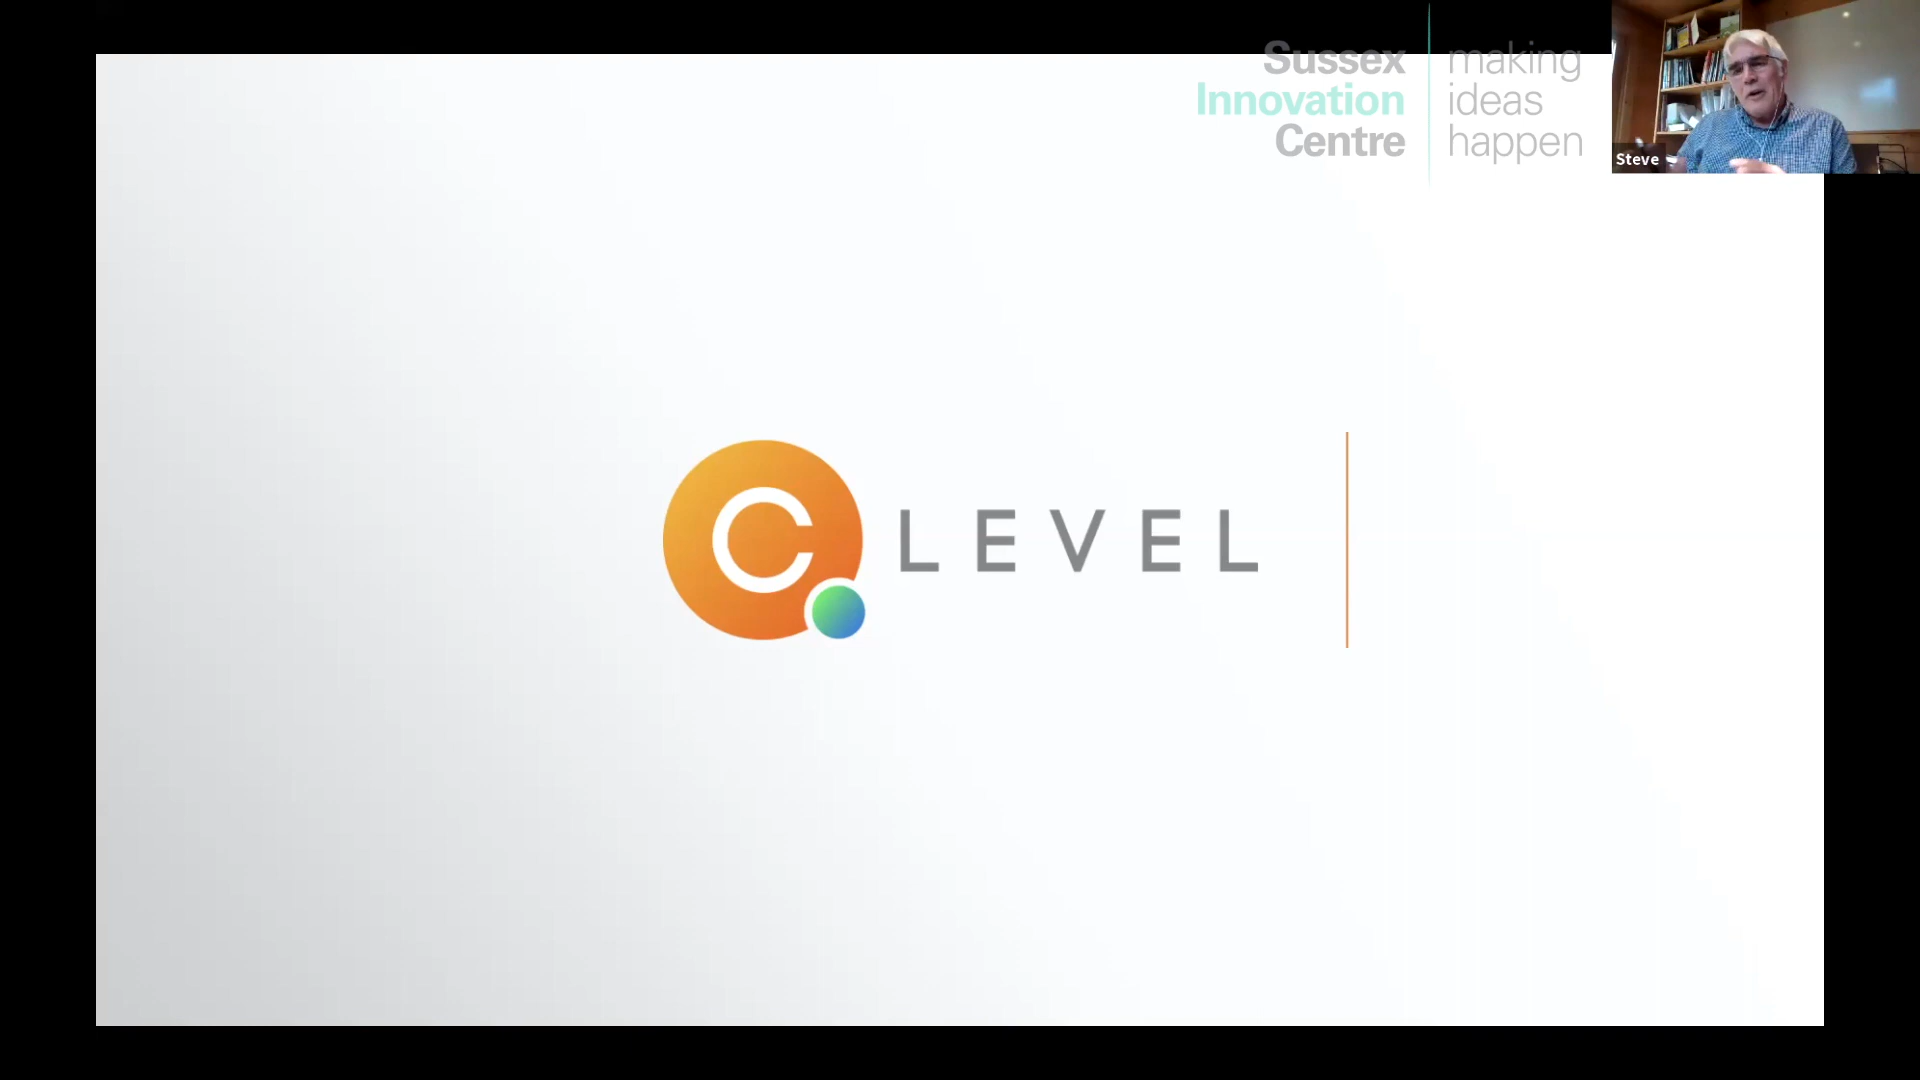 Sussex
Innovation
Centre
making
ideas
happen
Steve
C LEVEL